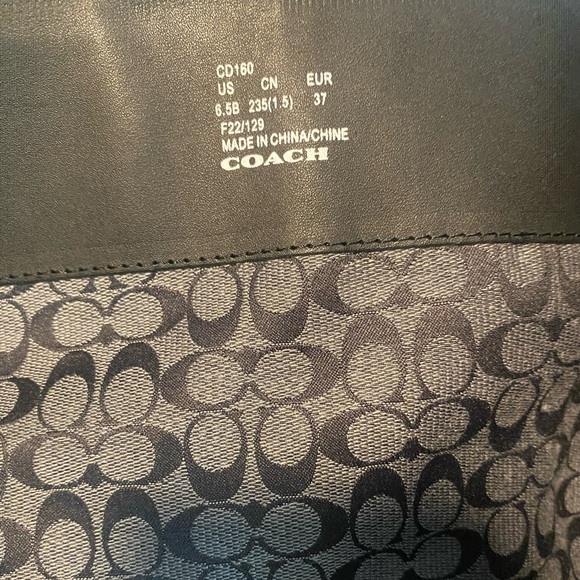 CD160
US CN EUR
6.5B 235(1.5) 37
F22/129
MADE IN CHINA/CHINE
COACH